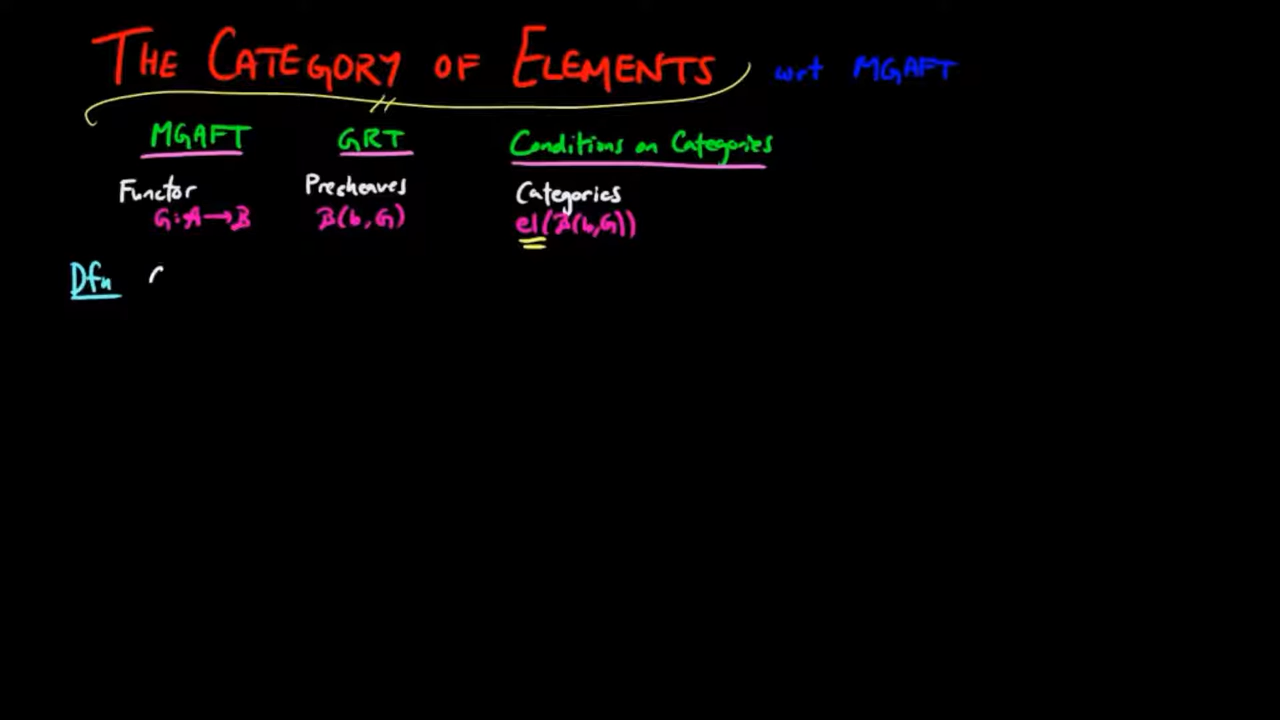 THE CATEGORY OF ELEMENTS wrt MGAFT
MGAFT GRT Conditions on Categories
Functor Presheaves Categories
G: A → B B(b, G) el(B(b,G))
Dfn (